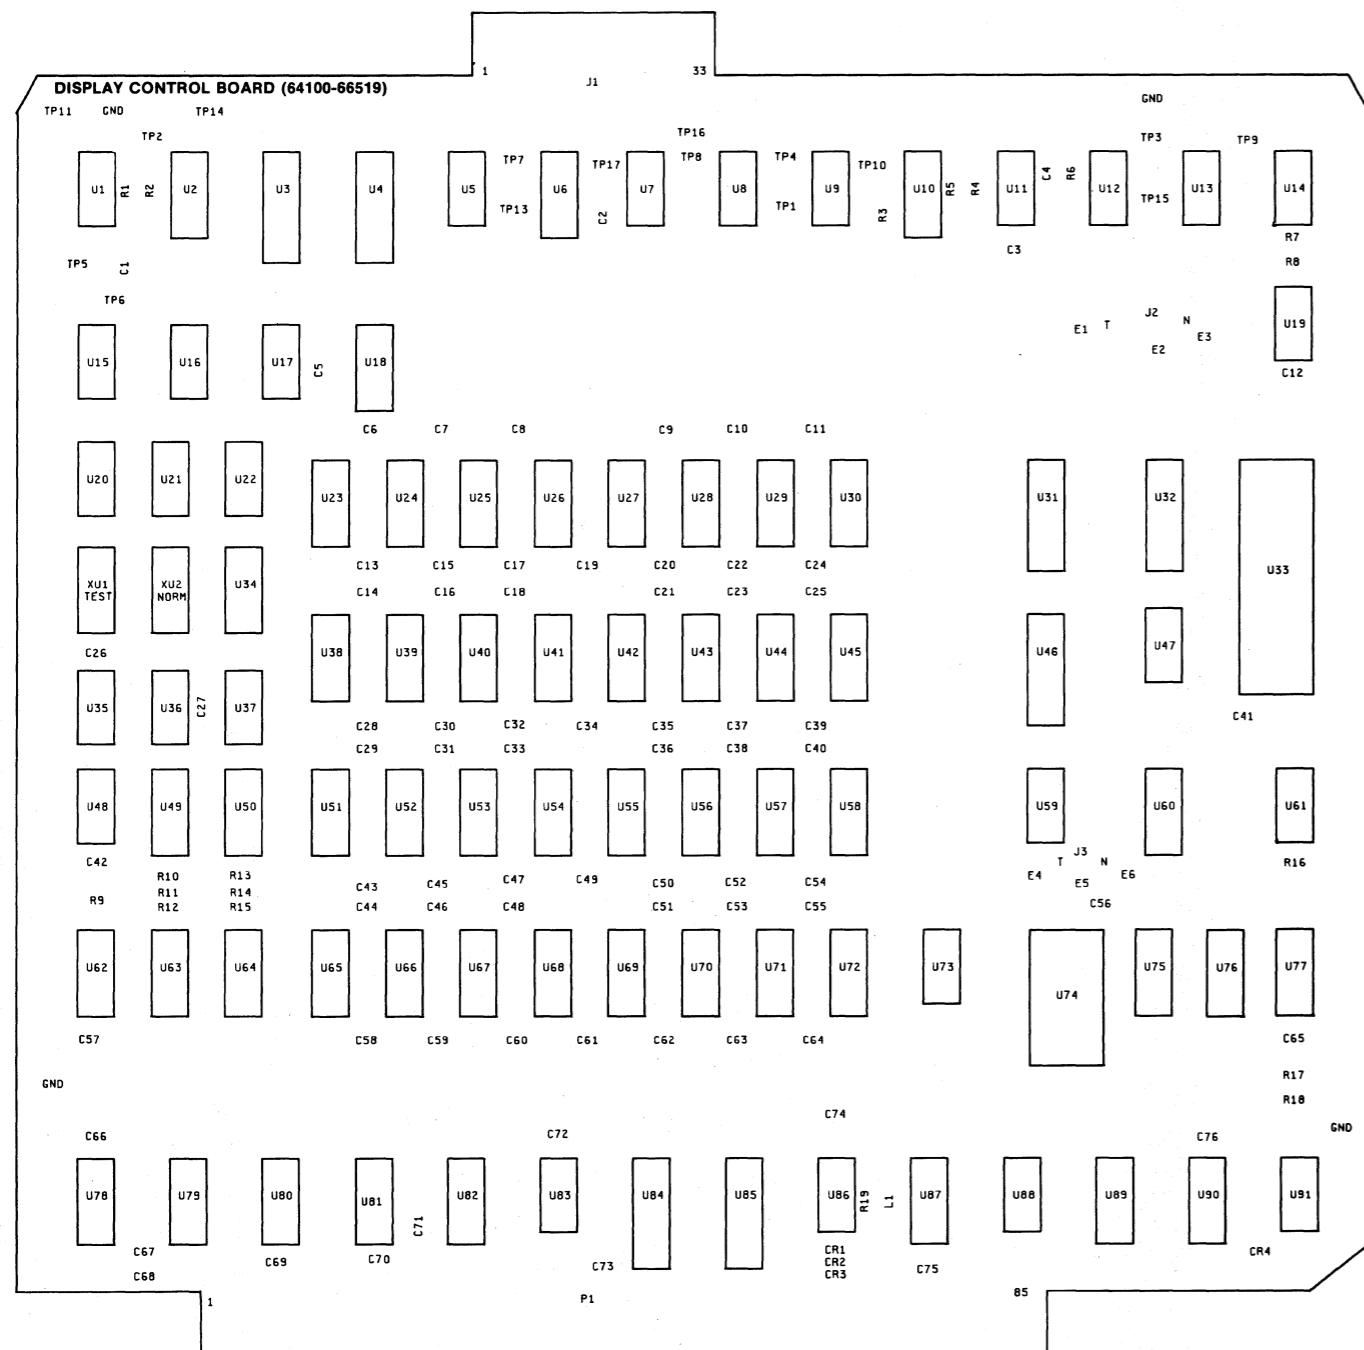 1
J1
33
DISPLAY CONTROL BOARD (64100-66519)
TP11 GND TP14
GND
TP2
TP16
TP3
TP9
TP7
TP17
TP8
TP4
TP10
U1 R1 R2 U2 U3 U4 U5 U6 U7 U8 U9 U10 R5 R4 U11 C4 R6 U12 U13 U14
TP15
TP13 C2 TP1 R3
R7
C3
TP5 C1 R8
TP6
J2
E1 T N E3
E2
U19
U15 U16 U17 C5 U18
C12
C6 C7 C8 C9 C10 C11
U20 U21 U22
U23 U24 U25 U26 U27 U28 U29 U30 U31 U32
C13 C15 C17 C19 C20 C22 C24
U33
XU1
TEST
XU2
NORM
U34
C14 C16 C18 C21 C23 C25
C26
U38 U39 U40 U41 U42 U43 U44 U45 U46 U47
U35 U36 C27 U37
C41
C28 C30 C32 C34 C35 C37 C39
C29 C31 C33 C36 C38 C40
U48 U49 U50 U51 U52 U53 U54 U55 U56 U57 U58 U59 U60 U61
J3
C42 T N R16
R10 R13 E4 E5 E6
C43 C45 C47 C49 C50 C52 C54
R11 R14
R9 R12 R15 C44 C46 C48 C51 C53 C55 C56
U62 U63 U64 U65 U66 U67 U68 U69 U70 U71 U72 U73 U75 U76 U77
U74
C57 C58 C59 C60 C61 C62 C63 C64 C65
R17
GND
R18
C74
GND
C66 C72 C76
U78 U79 U80 U81 U82 U83 U84 U85 U86 R19 L1 U87 U88 U89 U90 U91
C71
C67 CR1 CR4
C69 C70 CR2
C73 C75
C68 CR3
1 P1 85